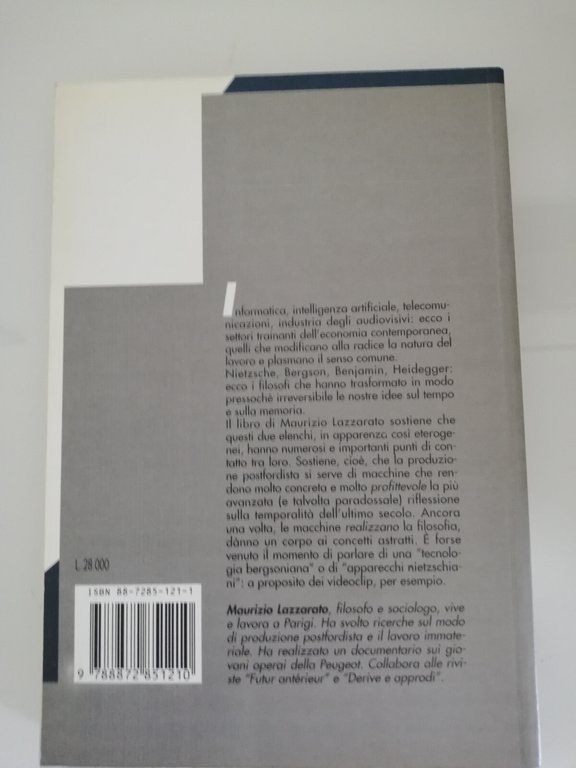 Informatica, intelligenza artificiale, telecomu-
nicazioni, industria degli audiovisivi: ecco i
settori trainanti dell'economia contemporanea,
quelli che modificano alla radice la natura del
lavoro e plasmano il senso comune.
Nietzsche, Bergson, Benjamin, Heidegger:
ecco i filosofi che hanno trasformato in modo
pressoché irreversibile le nostre idee sul tempo
e sulla memoria.
Il libro di Maurizio Lazzarato sostiene che
questi due elenchi, in apparenza così eteroge-
nei, hanno numerosi e importanti punti di con-
tatto tra loro. Sostiene, cioè, che la produzio-
ne postfordista si serve di macchine che ren-
dono molto concreta e molto profittevole la più
avanzata (e talvolta paradossale) riflessione
sulla temporalità dell'ultimo secolo. Ancora
una volta, le macchine realizzano la filosofia,
dànno un corpo ai concetti astratti. È forse
venuto il momento di parlare di una "tecnolo-
gia bergsoniana" o di "apparecchi nietzschia-
ni": a proposito dei videoclip, per esempio.
Maurizio Lazzarato, filosofo e sociologo, vive
e lavora a Parigi. Ha svolto ricerche sul modo
di produzione postfordista e il lavoro immate-
riale. Ha realizzato un documentario sui gio-
vani operai della Peugeot. Collabora alle rivi-
ste "Futur antérieur" e "Derive e approdi".
L. 28 000
ISBN 88-7285-121-1
9 788872 851210